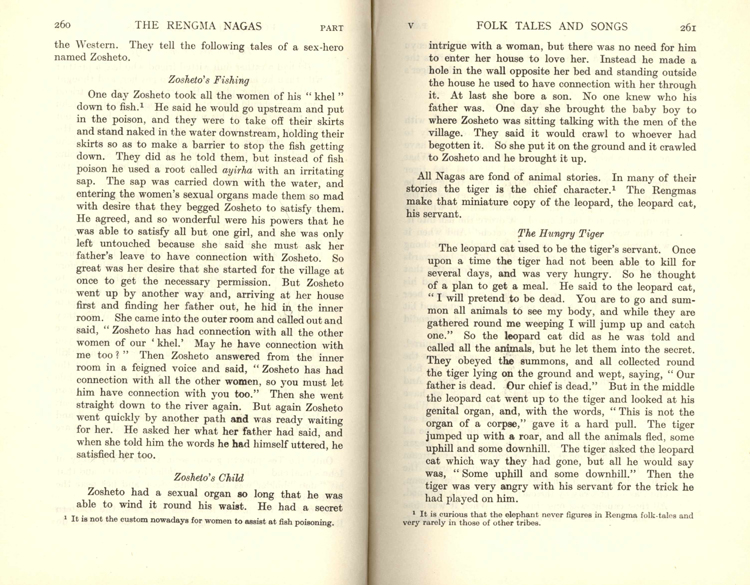 260 THE RENGMA NAGAS PART
the Western. They tell the following tales of a sex-hero
named Zosheto.
Zosheto's Fishing
One day Zosheto took all the women of his “ khel ”
down to fish.¹ He said he would go upstream and put
in the poison, and they were to take off their skirts
and stand naked in the water downstream, holding their
skirts so as to make a barrier to stop the fish getting
down. They did as he told them, but instead of fish
poison he used a root called ayirha with an irritating
sap. The sap was carried down with the water, and
entering the women's sexual organs made them so mad
with desire that they begged Zosheto to satisfy them.
He agreed, and so wonderful were his powers that he
was able to satisfy all but one girl, and she was only
left untouched because she said she must ask her
father's leave to have connection with Zosheto. So
great was her desire that she started for the village at
once to get the necessary permission. But Zosheto
went up by another way and, arriving at her house
first and finding her father out, he hid in the inner
room. She came into the outer room and called out and
said, “ Zosheto has had connection with all the other
women of our ‘ khel.’ May he have connection with
me too ? ” Then Zosheto answered from the inner
room in a feigned voice and said, “ Zosheto has had
connection with all the other women, so you must let
him have connection with you too.” Then she went
straight down to the river again. But again Zosheto
went quickly by another path and was ready waiting
for her. He asked her what her father had said, and
when she told him the words he had himself uttered, he
satisfied her too.
Zosheto's Child
Zosheto had a sexual organ so long that he was
able to wind it round his waist. He had a secret
¹ It is not the custom nowadays for women to assist at fish poisoning.
V FOLK TALES AND SONGS 261
intrigue with a woman, but there was no need for him
to enter her house to love her. Instead he made a
hole in the wall opposite her bed and standing outside
the house he used to have connection with her through
it. At last she bore a son. No one knew who his
father was. One day she brought the baby boy to
where Zosheto was sitting talking with the men of the
village. They said it would crawl to whoever had
begotten it. So she put it on the ground and it crawled
to Zosheto and he brought it up.
All Nagas are fond of animal stories. In many of their
stories the tiger is the chief character.¹ The Rengmas
make that miniature copy of the leopard, the leopard cat,
his servant.
The Hungry Tiger
The leopard cat used to be the tiger's servant. Once
upon a time the tiger had not been able to kill for
several days, and was very hungry. So he thought
of a plan to get a meal. He said to the leopard cat,
“ I will pretend to be dead. You are to go and sum-
mon all animals to see my body, and while they are
gathered round me weeping I will jump up and catch
one.” So the leopard cat did as he was told and
called all the animals, but he let them into the secret.
They obeyed the summons, and all collected round
the tiger lying on the ground and wept, saying, “ Our
father is dead. Our chief is dead.” But in the middle
the leopard cat went up to the tiger and looked at his
genital organ, and, with the words, “ This is not the
organ of a corpse,” gave it a hard pull. The tiger
jumped up with a roar, and all the animals fled, some
uphill and some downhill. The tiger asked the leopard
cat which way they had gone, but all he would say
was, “ Some uphill and some downhill.” Then the
tiger was very angry with his servant for the trick he
had played on him.
¹ It is curious that the elephant never figures in Rengma folk-tales and
very rarely in those of other tribes.